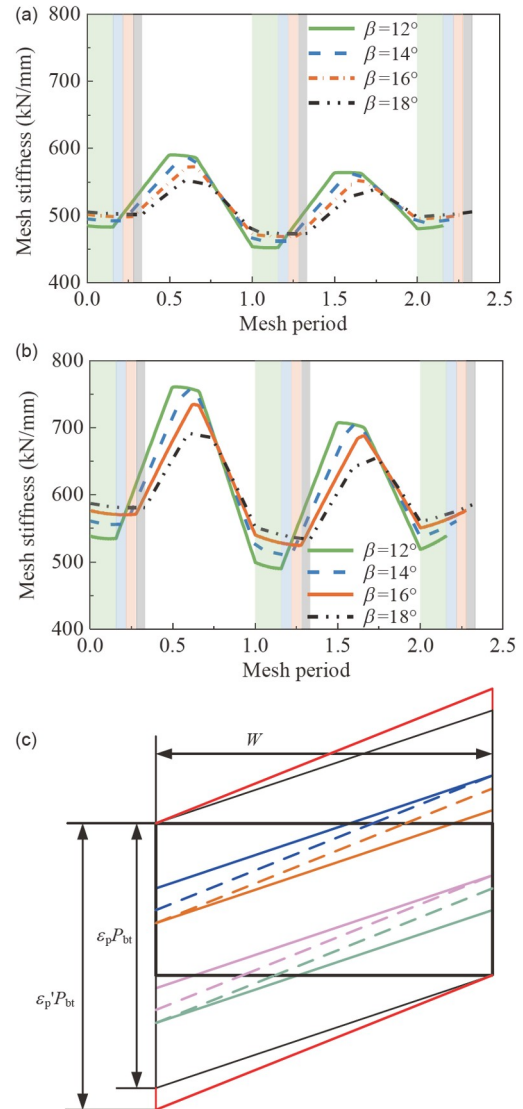 (a)
800
700
600
500
400
Mesh stiffness (kN/mm)
β=12°
β=14°
β=16°
β=18°
0.0 0.5 1.0 1.5 2.0 2.5
Mesh period
(b)
800
700
600
500
400
Mesh stiffness (kN/mm)
β=12°
β=14°
β=16°
β=18°
0.0 0.5 1.0 1.5 2.0 2.5
Mesh period
(c)
W
εpPbt
εp'Pbt